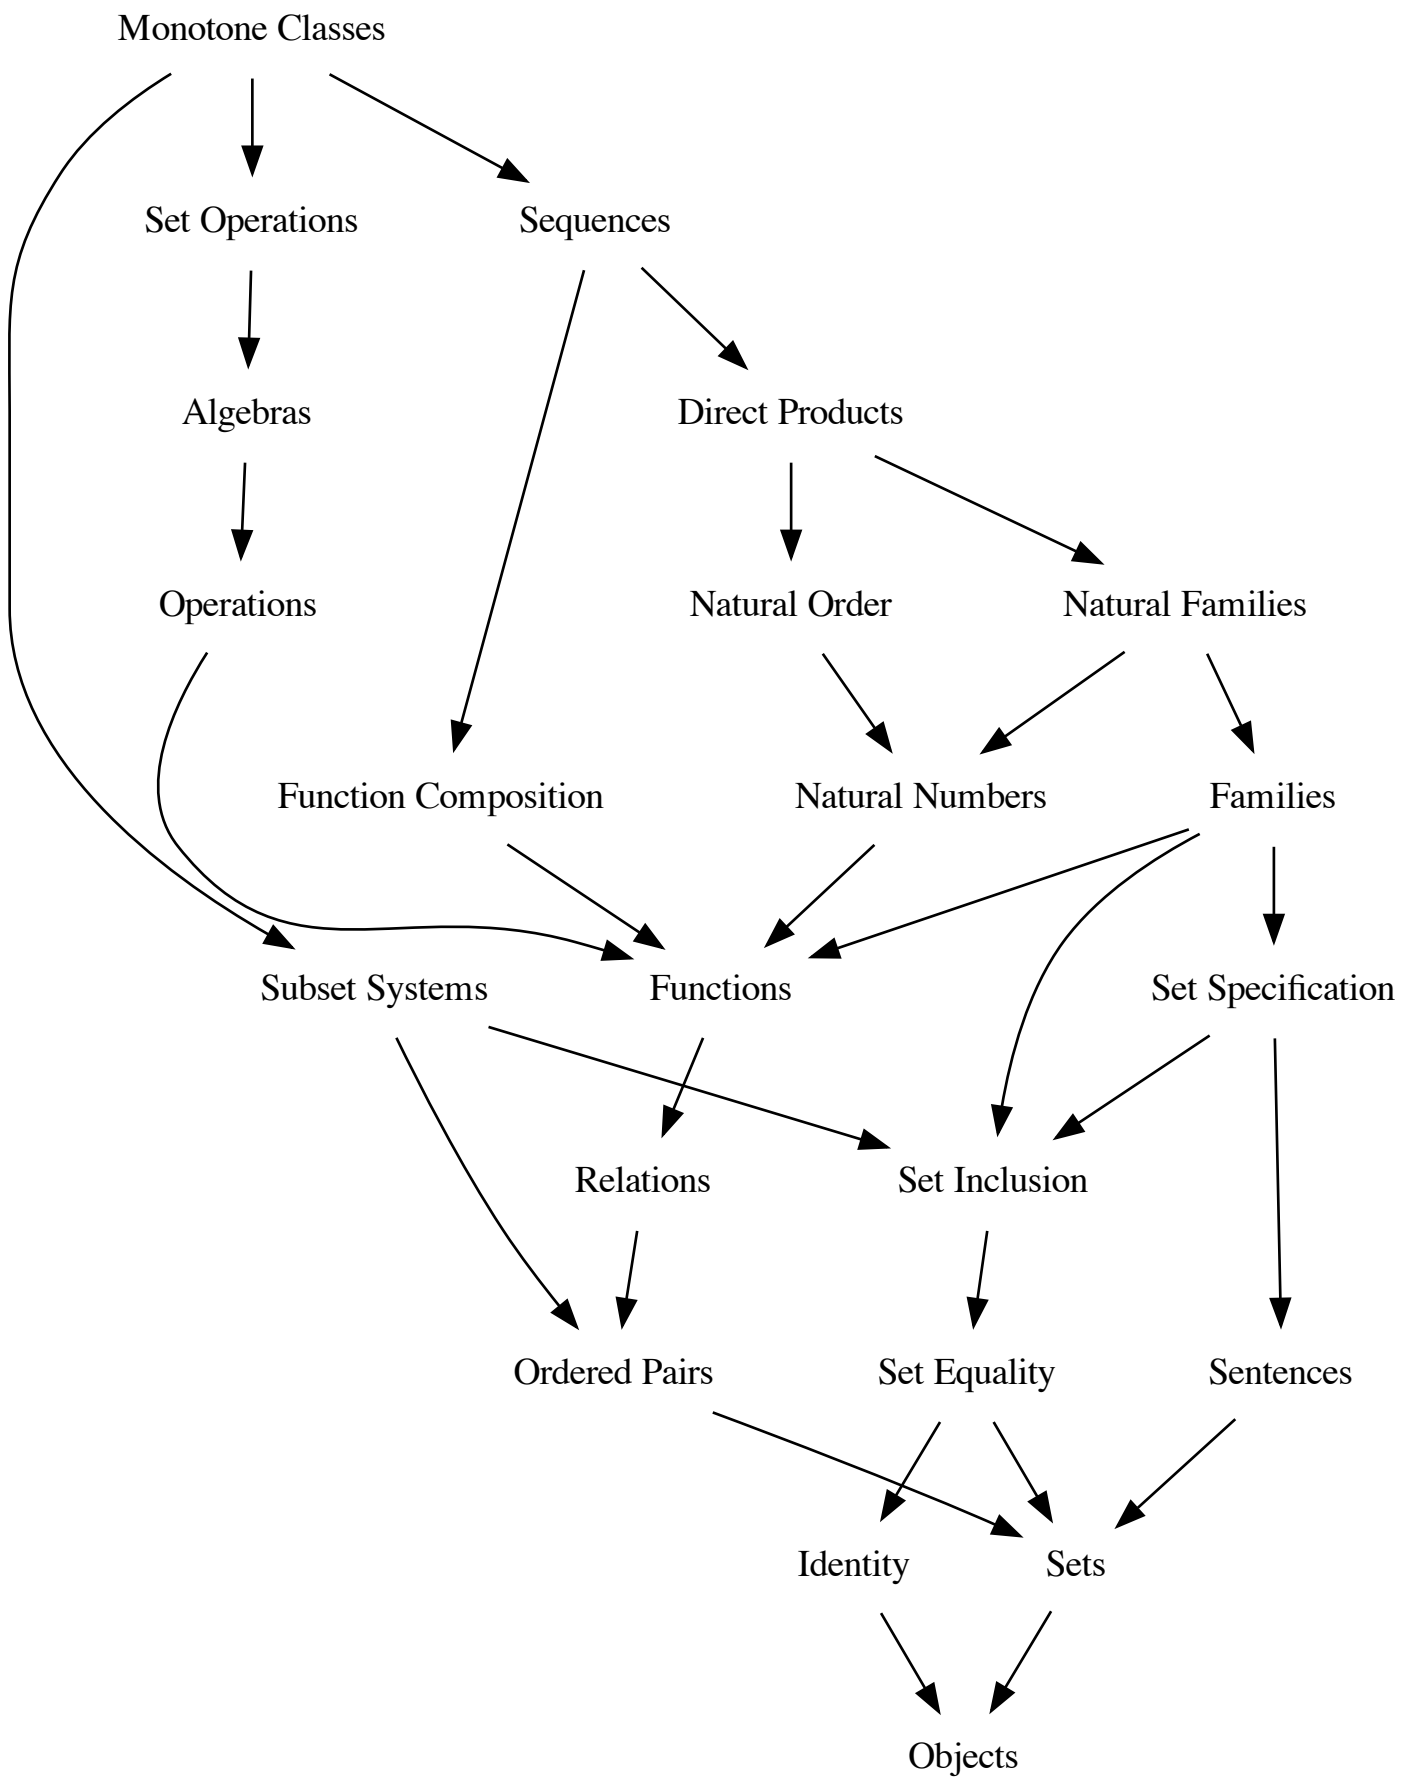 Monotone Classes
Set Operations
Sequences
Algebras
Direct Products
Operations
Natural Order
Natural Families
Function Composition
Natural Numbers
Families
Subset Systems
Functions
Set Specification
Relations
Set Inclusion
Ordered Pairs
Set Equality
Sentences
Identity
Sets
Objects